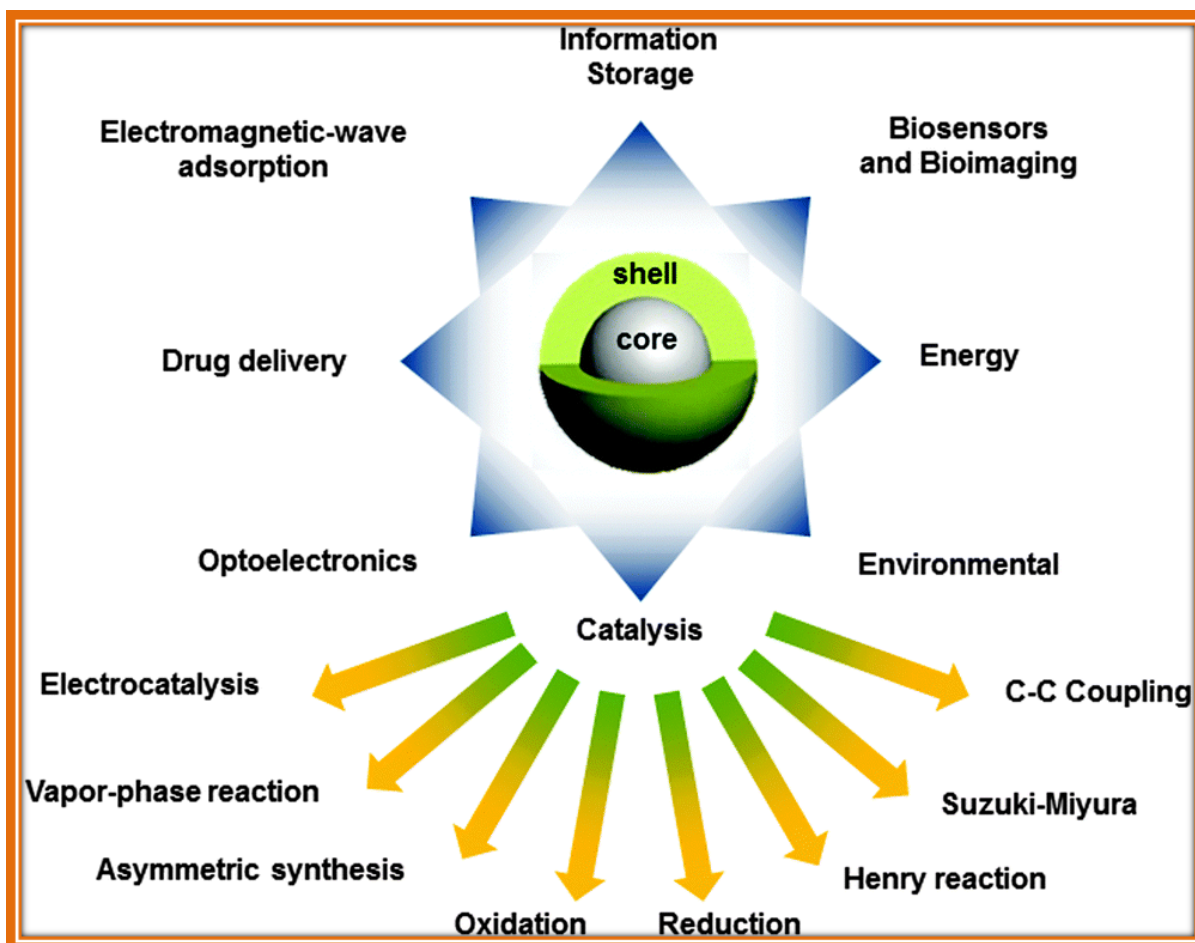 Information
Storage
Electromagnetic-wave
adsorption
Biosensors
and Bioimaging
shell
core
Drug delivery
Energy
Optoelectronics
Environmental
Catalysis
Electrocatalysis
C-C Coupling
Vapor-phase reaction
Suzuki-Miyura
Asymmetric synthesis
Henry reaction
Oxidation
Reduction